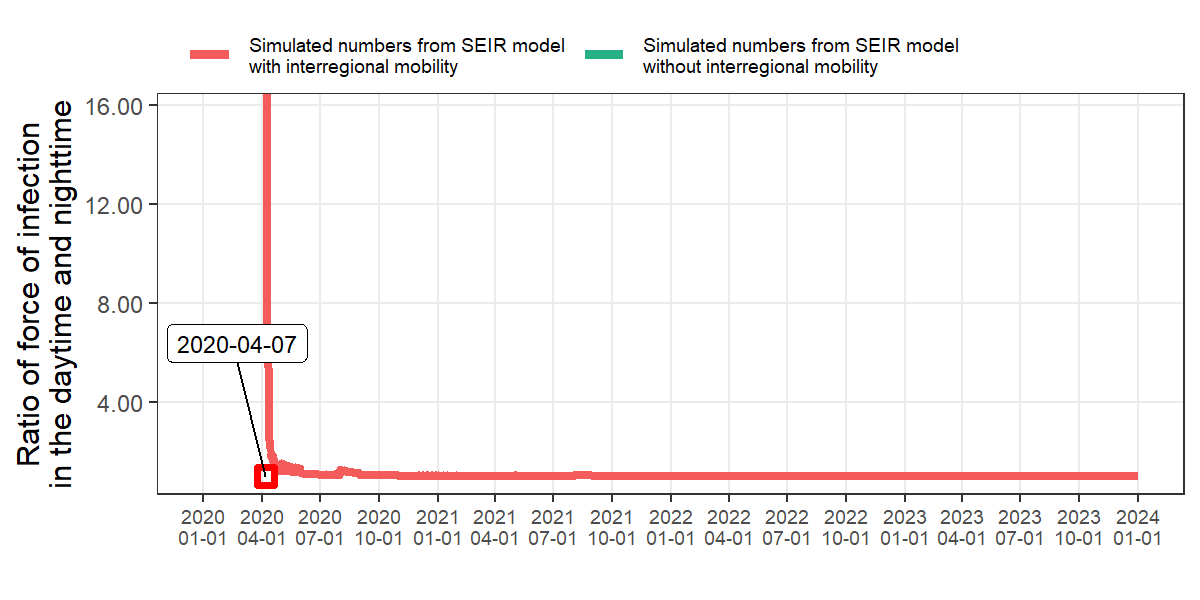 Simulated numbers from SEIR model
with interregional mobility
Simulated numbers from SEIR model
without interregional mobility
Ratio of force of infection
in the daytime and nighttime
16.00
12.00
8.00
4.00
2020-04-07
2020 2020 2020 2020 2021 2021 2021 2021 2022 2022 2022 2022 2023 2023 2023 2023 2024
01-01 04-01 07-01 10-01 01-01 04-01 07-01 10-01 01-01 04-01 07-01 10-01 01-01 04-01 07-01 10-01 01-01